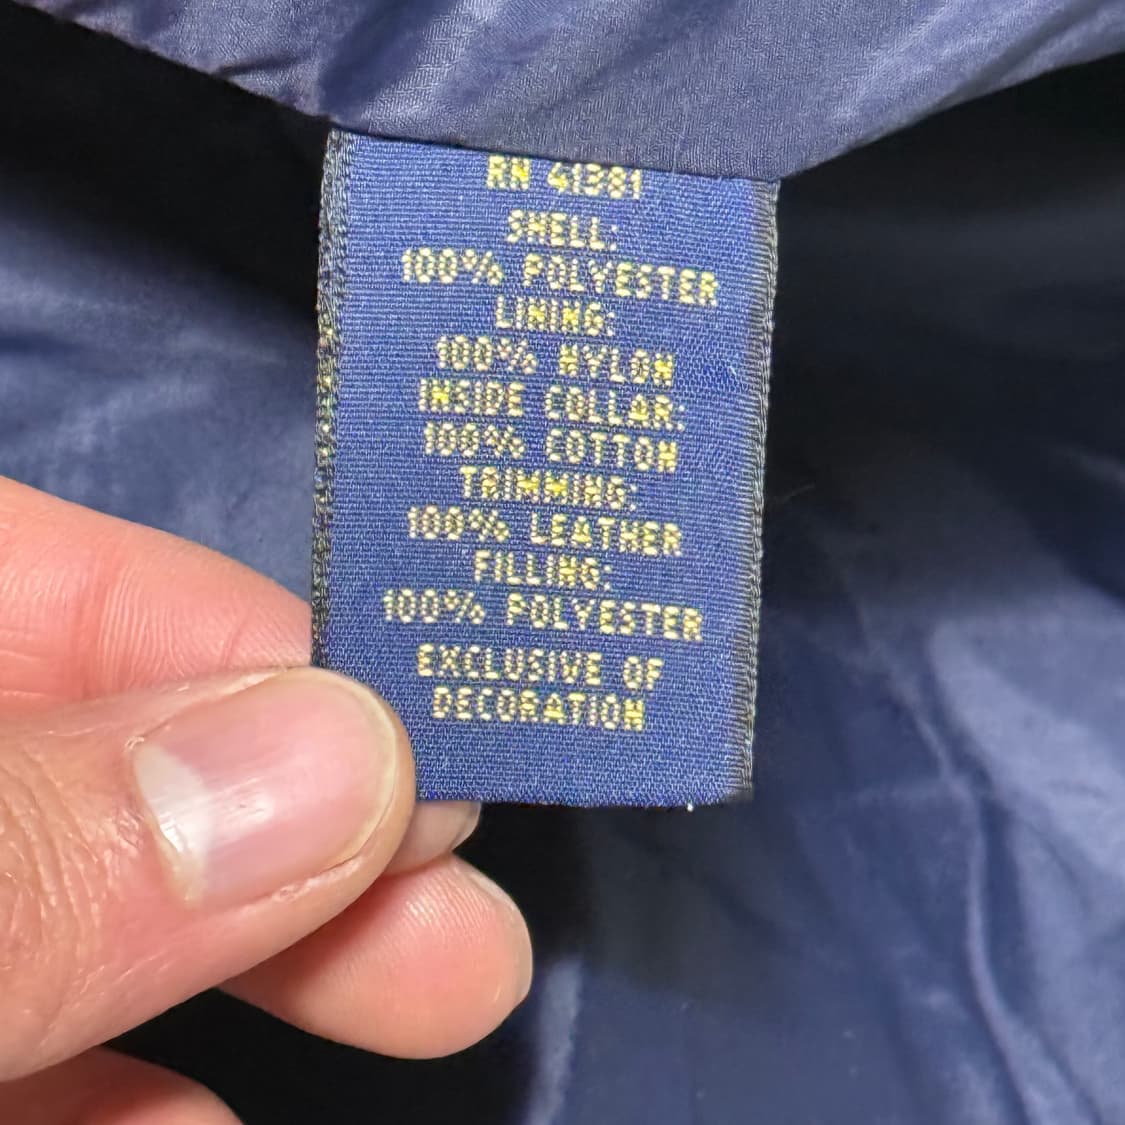 RN 41381
SHELL:
100% POLYESTER
LINING:
100% NYLON
INSIDE COLLAR:
100% COTTON
TRIMMING:
100% LEATHER
FILLING:
100% POLYESTER
EXCLUSIVE OF
DECORATION